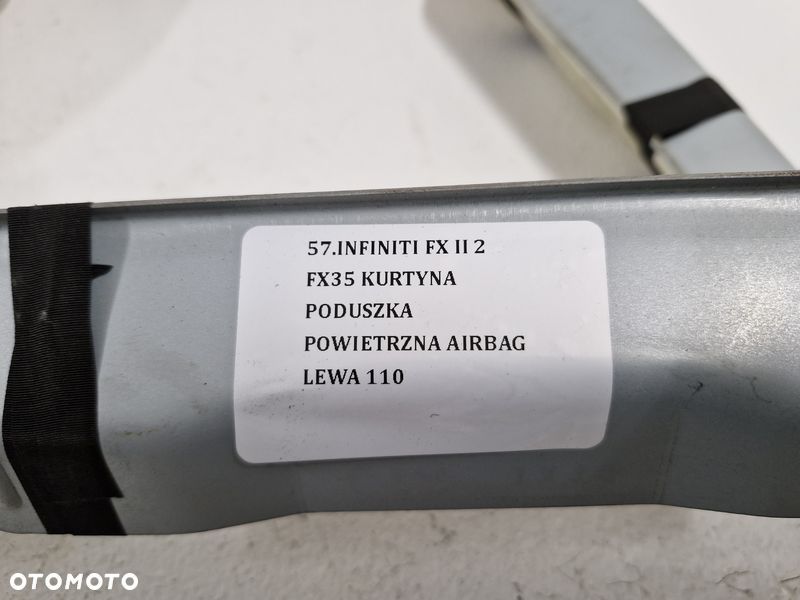 57.INFINITI FX II 2
FX35 KURTYNA
PODUSZKA
POWIETRZNA AIRBAG
LEWA 110
OTOMOTO